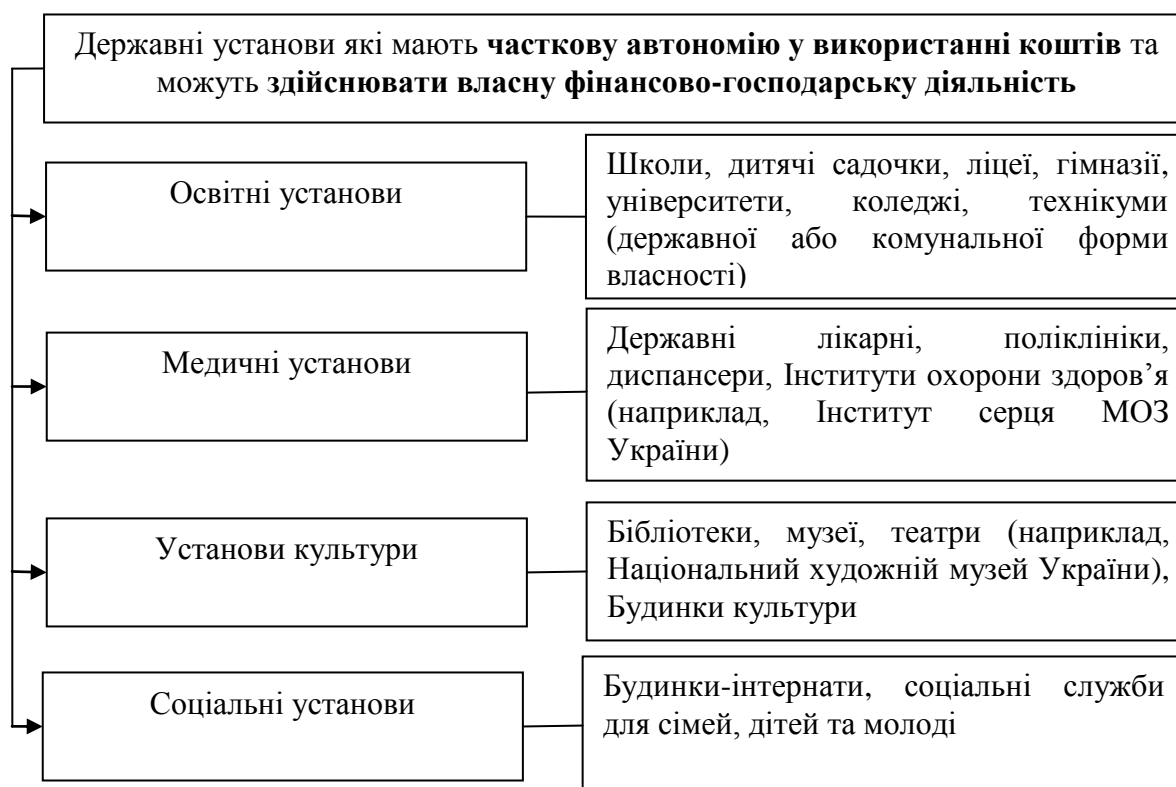 Державні установи які мають часткову автономію у використанні коштів та
можуть здійснювати власну фінансово-господарську діяльність
Освітні установи
Школи, дитячі садочки, ліцеї, гімназії,
університети, коледжі, технікуми
(державної або комунальної форми
власності)
Медичні установи
Державні лікарні, поліклініки,
диспансери, Інститути охорони здоров’я
(наприклад, Інститут серця МОЗ
України)
Установи культури
Бібліотеки, музеї, театри (наприклад,
Національний художній музей України),
Будинки культури
Соціальні установи
Будинки-інтернати, соціальні служби
для сімей, дітей та молоді